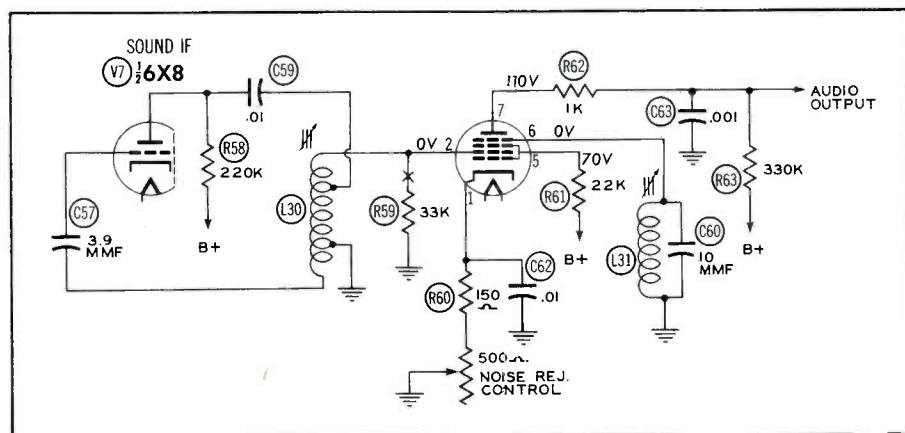 SOUND IF
V7 ½6X8
C59
.01
R58
220K
B+
C57
3.9
MMF
L30
0V
2
R59
33K
110V
7
R62
1K
6
0V
5
70V
1
R61
22K
B+
C62
.01
R60
150
Ω
500Ω
NOISE REJ.
CONTROL
C63
.001
AUDIO
OUTPUT
R63
330K
B+
L31
C60
10
MMF